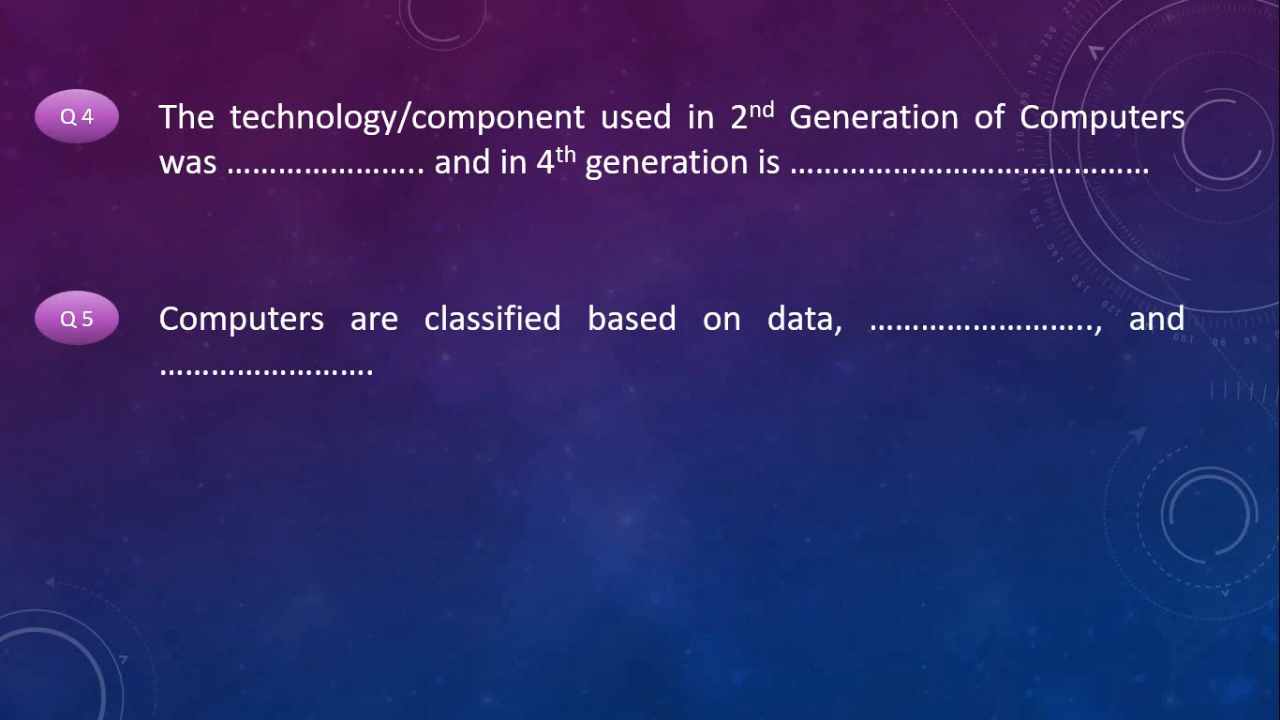 Q 4
The technology/component used in 2nd Generation of Computers
was ………………….. and in 4th generation is ……………………………………
Q 5
Computers are classified based on data, …………………….., and
…………………….